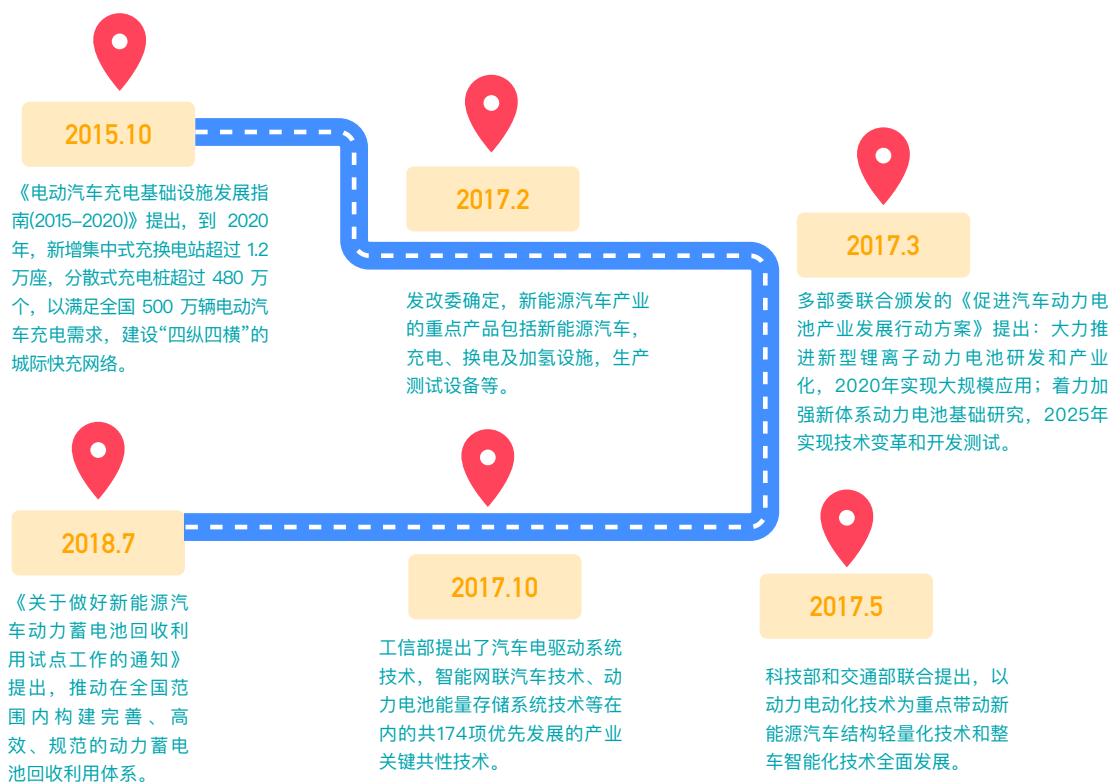 2015.10
《电动汽车充电基础设施发展指
南(2015–2020)》提出，到 2020
年，新增集中式充换电站超过 1.2
万座，分散式充电桩超过 480 万
个，以满足全国 500 万辆电动汽
车充电需求，建设“四纵四横”的
城际快充网络。
2017.2
发改委确定，新能源汽车产业
的重点产品包括新能源汽车，
充电、换电及加氢设施，生产
测试设备等。
2017.3
多部委联合颁发的《促进汽车动力电
池产业发展行动方案》提出：大力推
进新型锂离子动力电池研发和产业
化，2020年实现大规模应用；着力加
强新体系动力电池基础研究，2025年
实现技术变革和开发测试。
2017.5
科技部和交通部联合提出，以
动力电动化技术为重点带动新
能源汽车结构轻量化技术和整
车智能化技术全面发展。
2017.10
工信部提出了汽车电驱动系统
技术，智能网联汽车技术、动
力电池能量存储系统技术等在
内的共174项优先发展的产业
关键共性技术。
2018.7
《关于做好新能源汽
车动力蓄电池回收利
用试点工作的通知》
提出，推动在全国范
围内构建完善、高
效、规范的动力蓄电
池回收利用体系。